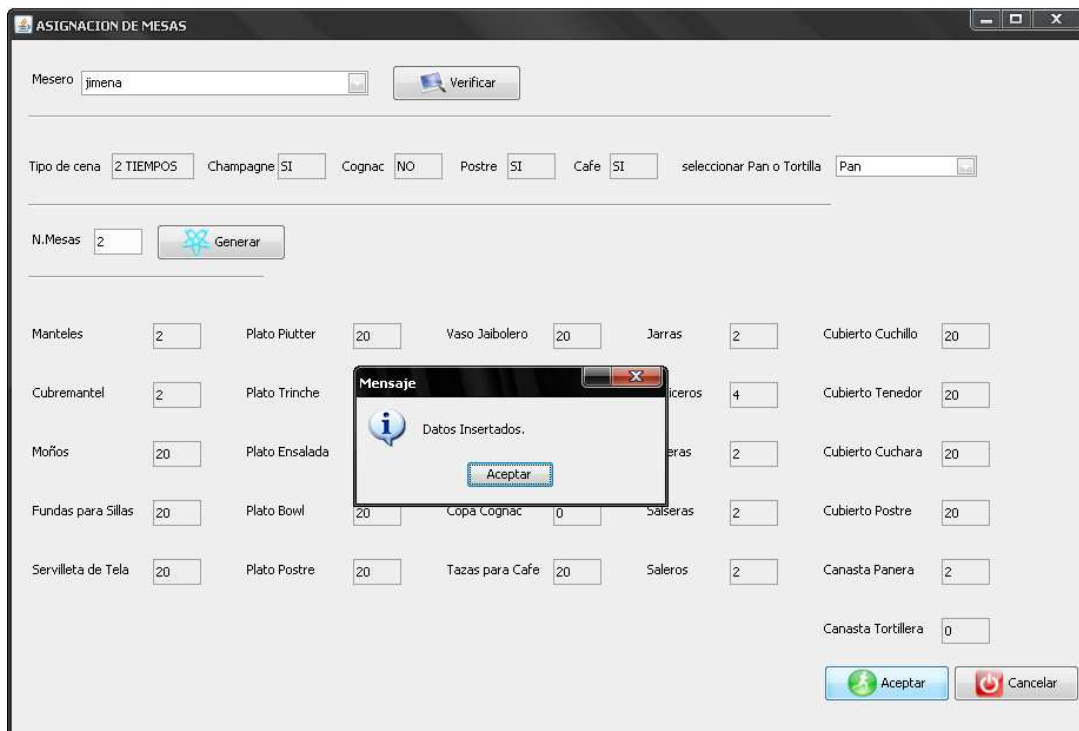 ASIGNACION DE MESAS
Mesero jimena Verificar
Tipo de cena 2 TIEMPOS Champagne SI Cognac NO Postre SI Cafe SI seleccionar Pan o Tortilla Pan
N.Mesas 2 Generar
Manteles 2 Plato Piutter 20 Vaso Jaibolero 20 Jarras 2 Cubierto Cuchillo 20
Cubremantel 2 Plato Trinche 4 Cubierto Tenedor 20
Moños 20 Plato Ensalada 2 Cubierto Cuchara 20
Mensaje
Datos Insertados.
Aceptar
Fundas para Sillas 20 Plato Bowl 20 Copa Cognac 0 Salseras 2 Cubierto Postre 20
Servilleta de Tela 20 Plato Postre 20 Tazas para Cafe 20 Saleros 2 Canasta Panera 2
Canasta Tortillera 0
Aceptar Cancelar